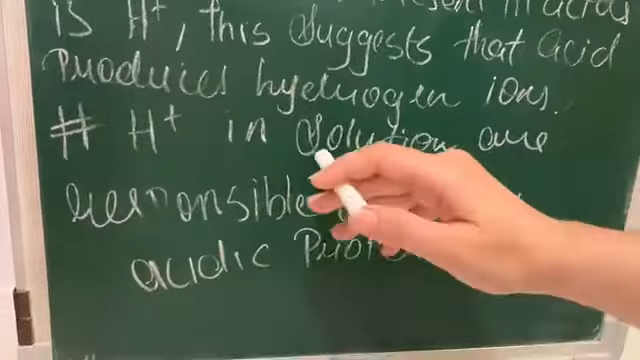 is H⁺, this suggests that acid
Produces hydrogen ions.
# H⁺ in solution are
responsible
acidic